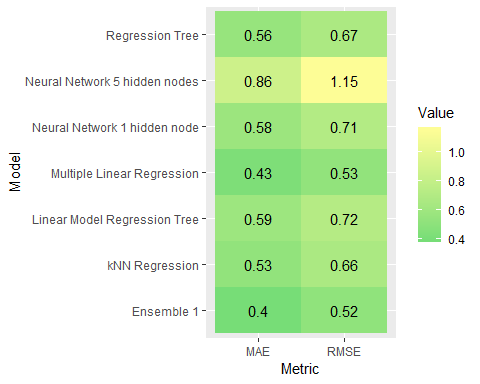 Regression Tree 0.56 0.67
Neural Network 5 hidden nodes 0.86 1.15
Neural Network 1 hidden node 0.58 0.71
Multiple Linear Regression 0.43 0.53
Linear Model Regression Tree 0.59 0.72
kNN Regression 0.53 0.66
Ensemble 1 0.4 0.52
MAE RMSE
Metric
Model
Value
1.0
0.8
0.6
0.4